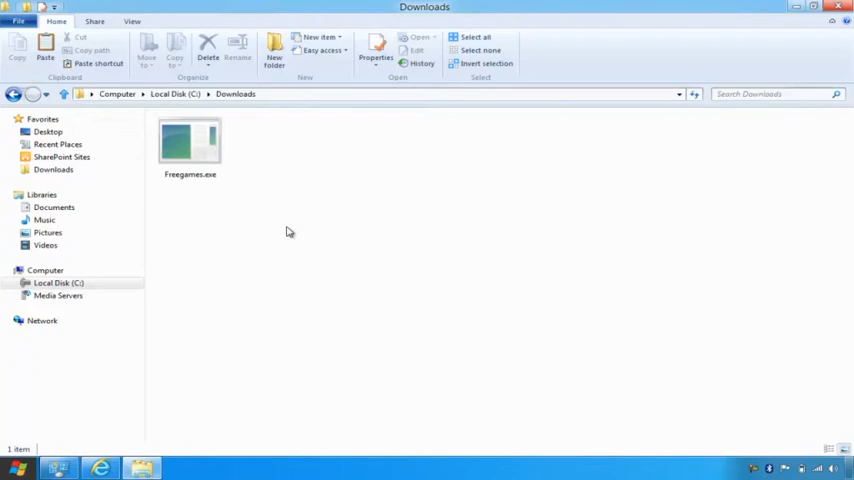 Downloads
File Home Share View
Copy
Paste
Cut
Copy path
Paste shortcut
Clipboard
Move to
Copy to
Delete
Rename
Organize
New folder
New item
Easy access
New
Properties
Open
Edit
History
Open
Select all
Select none
Invert selection
Select
Computer Local Disk (C:) Downloads
Search Downloads
Favorites
Desktop
Recent Places
SharePoint Sites
Downloads
Libraries
Documents
Music
Pictures
Videos
Computer
Local Disk (C:)
Media Servers
Network
Freegames.exe
1 item